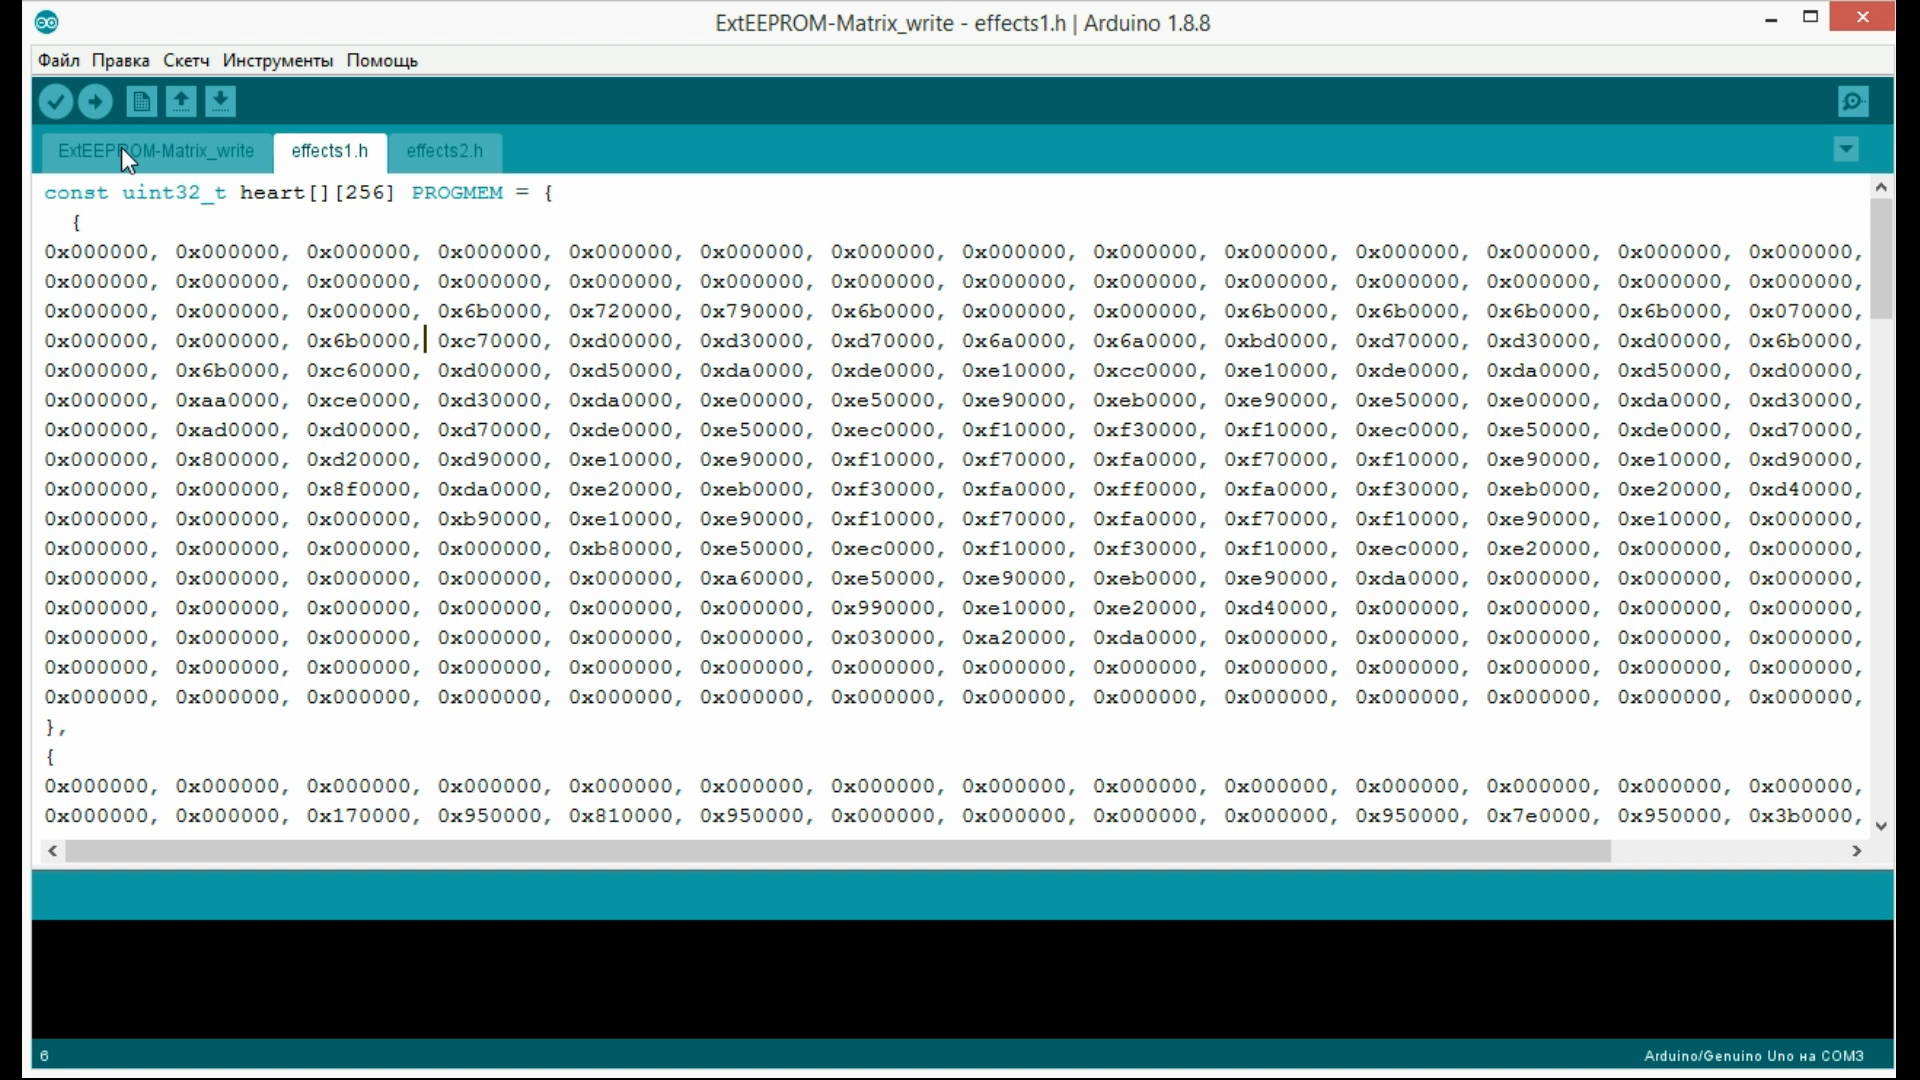 ExtEEPROM-Matrix_write - effects1.h | Arduino 1.8.8
Файл Правка Скетч Инструменты Помощь
ExtEEPROM-Matrix_write effects1.h effects2.h
const uint32_t heart[][256] PROGMEM = {
{
0x000000, 0x000000, 0x000000, 0x000000, 0x000000, 0x000000, 0x000000, 0x000000, 0x000000, 0x000000, 0x000000, 0x000000, 0x000000, 0x000000,
0x000000, 0x000000, 0x000000, 0x000000, 0x000000, 0x000000, 0x000000, 0x000000, 0x000000, 0x000000, 0x000000, 0x000000, 0x000000, 0x000000,
0x000000, 0x000000, 0x000000, 0x6b0000, 0x720000, 0x790000, 0x6b0000, 0x000000, 0x000000, 0x6b0000, 0x6b0000, 0x6b0000, 0x6b0000, 0x070000,
0x000000, 0x000000, 0x6b0000, 0xc70000, 0xd00000, 0xd30000, 0xd70000, 0x6a0000, 0x6a0000, 0xbd0000, 0xd70000, 0xd30000, 0xd00000, 0x6b0000,
0x000000, 0x6b0000, 0xc60000, 0xd00000, 0xd50000, 0xda0000, 0xde0000, 0xe10000, 0xcc0000, 0xe10000, 0xde0000, 0xda0000, 0xd50000, 0xd00000,
0x000000, 0xaa0000, 0xce0000, 0xd30000, 0xda0000, 0xe00000, 0xe50000, 0xe90000, 0xeb0000, 0xe90000, 0xe50000, 0xe00000, 0xda0000, 0xd30000,
0x000000, 0xad0000, 0xd00000, 0xd70000, 0xde0000, 0xe50000, 0xec0000, 0xf10000, 0xf30000, 0xf10000, 0xec0000, 0xe50000, 0xde0000, 0xd70000,
0x000000, 0x800000, 0xd20000, 0xd90000, 0xe10000, 0xe90000, 0xf10000, 0xf70000, 0xfa0000, 0xf70000, 0xf10000, 0xe90000, 0xe10000, 0xd90000,
0x000000, 0x000000, 0x8f0000, 0xda0000, 0xe20000, 0xeb0000, 0xf30000, 0xfa0000, 0xff0000, 0xfa0000, 0xf30000, 0xeb0000, 0xe20000, 0xd40000,
0x000000, 0x000000, 0x000000, 0xb90000, 0xe10000, 0xe90000, 0xf10000, 0xf70000, 0xfa0000, 0xf70000, 0xf10000, 0xe90000, 0xe10000, 0x000000,
0x000000, 0x000000, 0x000000, 0x000000, 0xb80000, 0xe50000, 0xec0000, 0xf10000, 0xf30000, 0xf10000, 0xec0000, 0xe20000, 0x000000, 0x000000,
0x000000, 0x000000, 0x000000, 0x000000, 0x000000, 0xa60000, 0xe50000, 0xe90000, 0xeb0000, 0xe90000, 0xda0000, 0x000000, 0x000000, 0x000000,
0x000000, 0x000000, 0x000000, 0x000000, 0x000000, 0x000000, 0x990000, 0xe10000, 0xe20000, 0xd40000, 0x000000, 0x000000, 0x000000, 0x000000,
0x000000, 0x000000, 0x000000, 0x000000, 0x000000, 0x000000, 0x030000, 0xa20000, 0xda0000, 0x000000, 0x000000, 0x000000, 0x000000, 0x000000,
0x000000, 0x000000, 0x000000, 0x000000, 0x000000, 0x000000, 0x000000, 0x000000, 0x000000, 0x000000, 0x000000, 0x000000, 0x000000, 0x000000,
0x000000, 0x000000, 0x000000, 0x000000, 0x000000, 0x000000, 0x000000, 0x000000, 0x000000, 0x000000, 0x000000, 0x000000, 0x000000, 0x000000,
},
{
0x000000, 0x000000, 0x000000, 0x000000, 0x000000, 0x000000, 0x000000, 0x000000, 0x000000, 0x000000, 0x000000, 0x000000, 0x000000, 0x000000,
0x000000, 0x000000, 0x170000, 0x950000, 0x810000, 0x950000, 0x000000, 0x000000, 0x000000, 0x000000, 0x950000, 0x7e0000, 0x950000, 0x3b0000,
6
Arduino/Genuino Uno на COM3